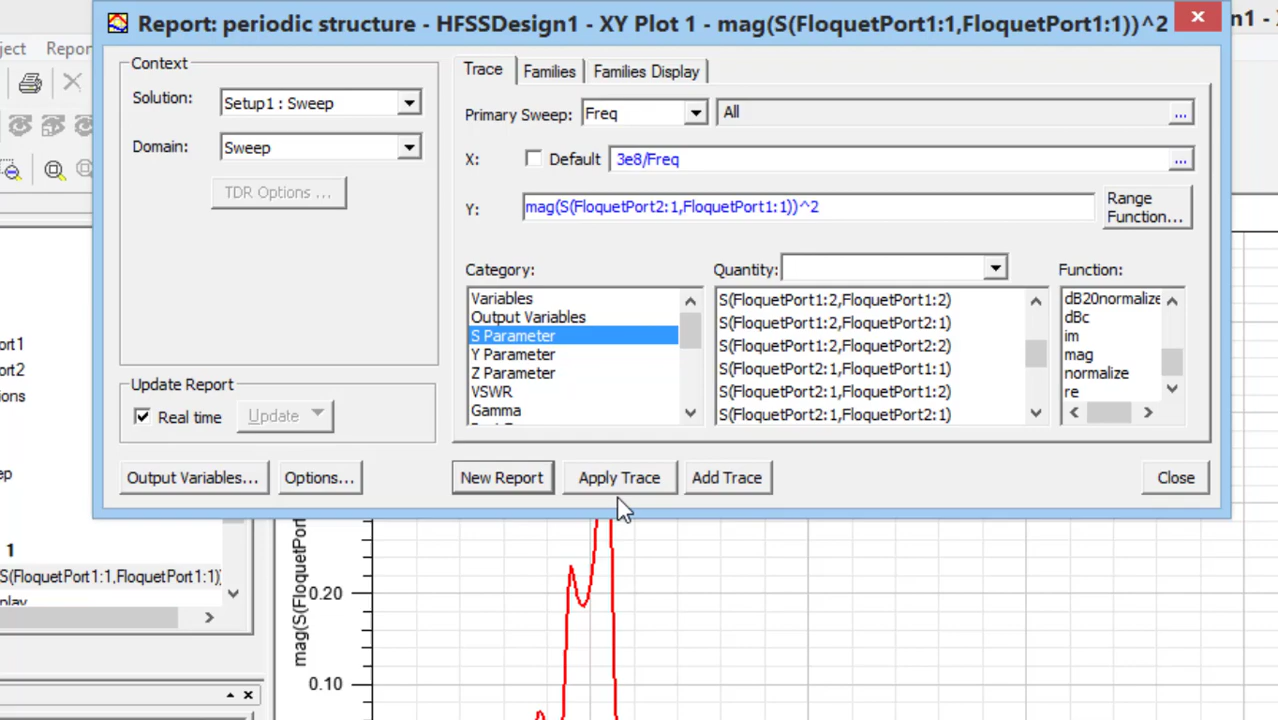 Report: periodic structure - HFSSDesign1 - XY Plot 1 - mag(S(FloquetPort1:1,FloquetPort1:1))^2
n1 -
ject Repor
Context
Solution: Setup1 : Sweep
Domain: Sweep
TDR Options ...
Update Report
Real time Update
Output Variables... Options...
Trace Families Families Display
Primary Sweep: Freq All ...
X: Default 3e8/Freq ...
Y: mag(S(FloquetPort2:1,FloquetPort1:1))^2
Range
Function...
Category:
Variables
Output Variables
S Parameter
Y Parameter
Z Parameter
VSWR
Gamma
Quantity:
S(FloquetPort1:2,FloquetPort1:2)
S(FloquetPort1:2,FloquetPort2:1)
S(FloquetPort1:2,FloquetPort2:2)
S(FloquetPort2:1,FloquetPort1:1)
S(FloquetPort2:1,FloquetPort1:2)
S(FloquetPort2:1,FloquetPort2:1)
Function:
dB20normalize
dBc
im
mag
normalize
re
New Report Apply Trace Add Trace Close
ort1
ort2
ons
ep
1
S(FloquetPort1:1,FloquetPort1:1))
play
mag(S(FloquetPort
0.20
0.10